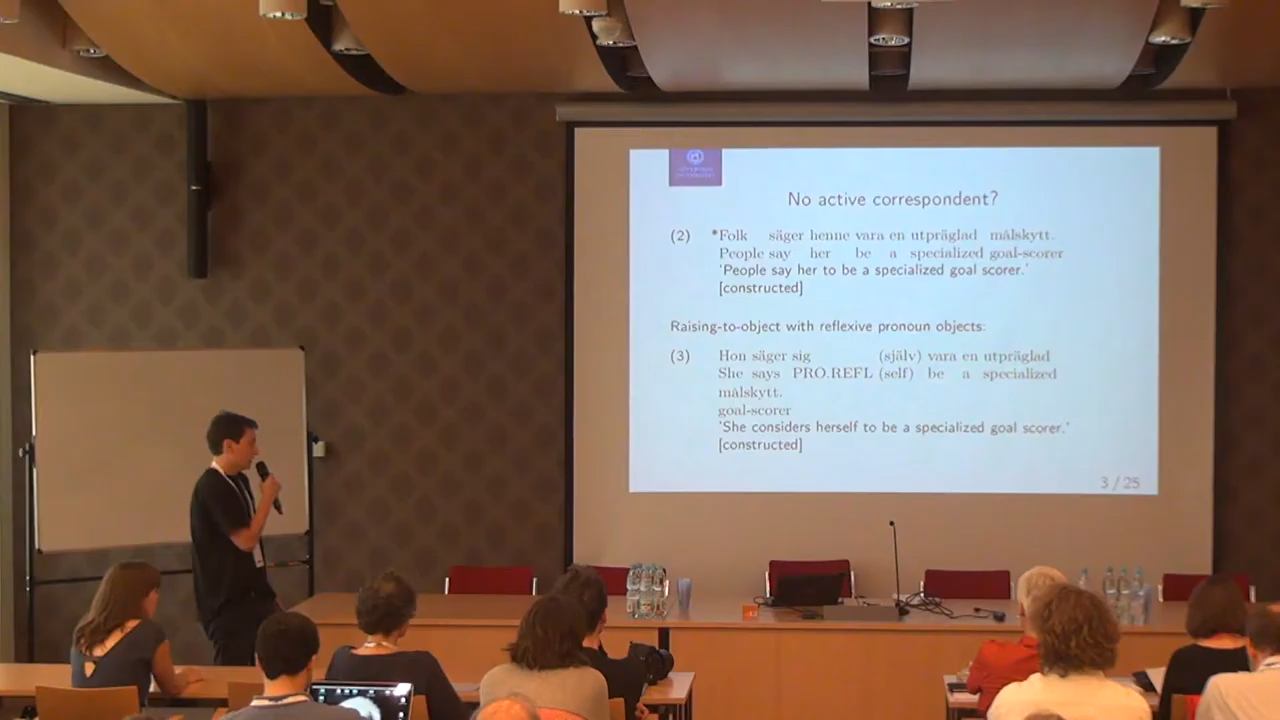 No active correspondent?
(2) *Folk säger henne vara en utpräglad målskytt.
People say her be a specialized goal-scorer
'People say her to be a specialized goal scorer.'
[constructed]
Raising-to-object with reflexive pronoun objects:
(3) Hon säger sig (själv) vara en utpräglad
She says PRO.REFL (self) be a specialized
målskytt.
goal-scorer
'She considers herself to be a specialized goal scorer.'
[constructed]
3 / 25